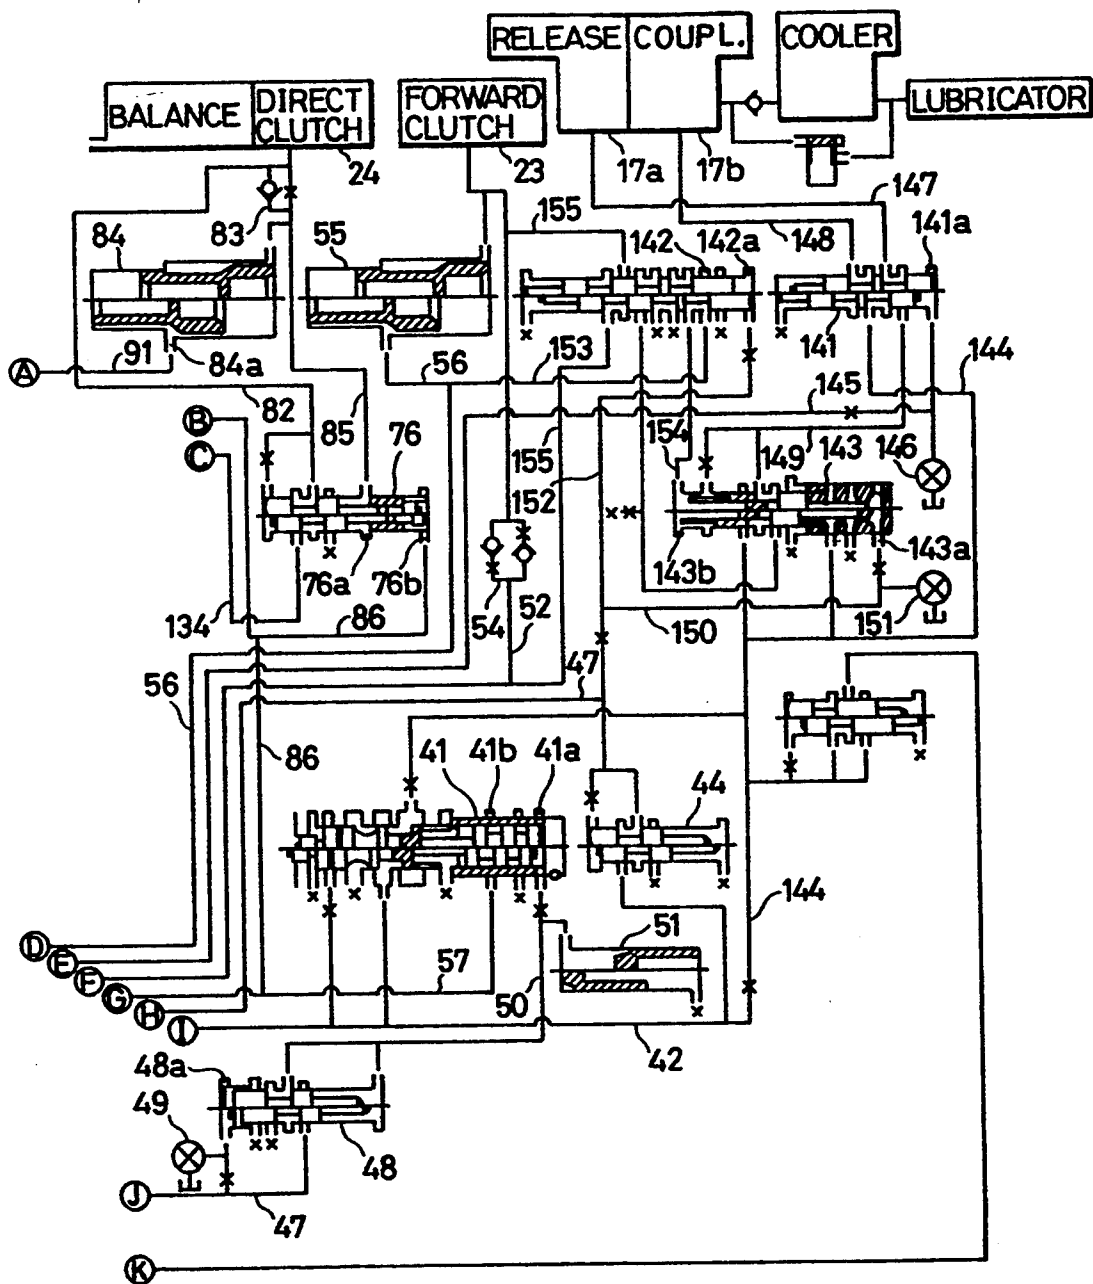 RELEASE COUPL. COOLER
BALANCE DIRECT CLUTCH FORWARD CLUTCH LUBRICATOR
24 23 17a 17b
147
155 141a
84 83 55 142 142a 148
141
A 91 84a 56 153 144
82 145
B 85 76 155 154 149 143 146
C 152
76a 76b 143b 143a
134 86 54 52 150 151
56 47
86 41 41b 41a 44
144
D 51
E
F 57
G 50
H
I 42
48a
49
48
J 47
K